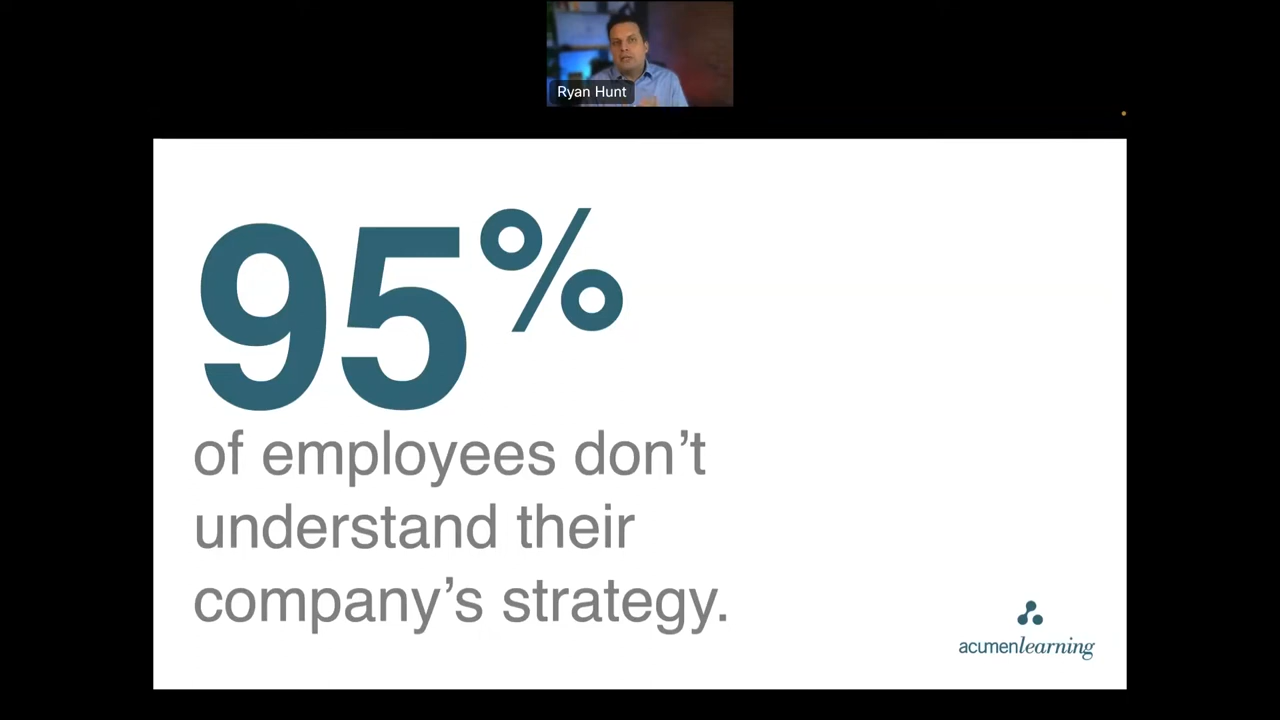 Ryan Hunt
95%
of employees don’t
understand their
company’s strategy.
acumenlearning